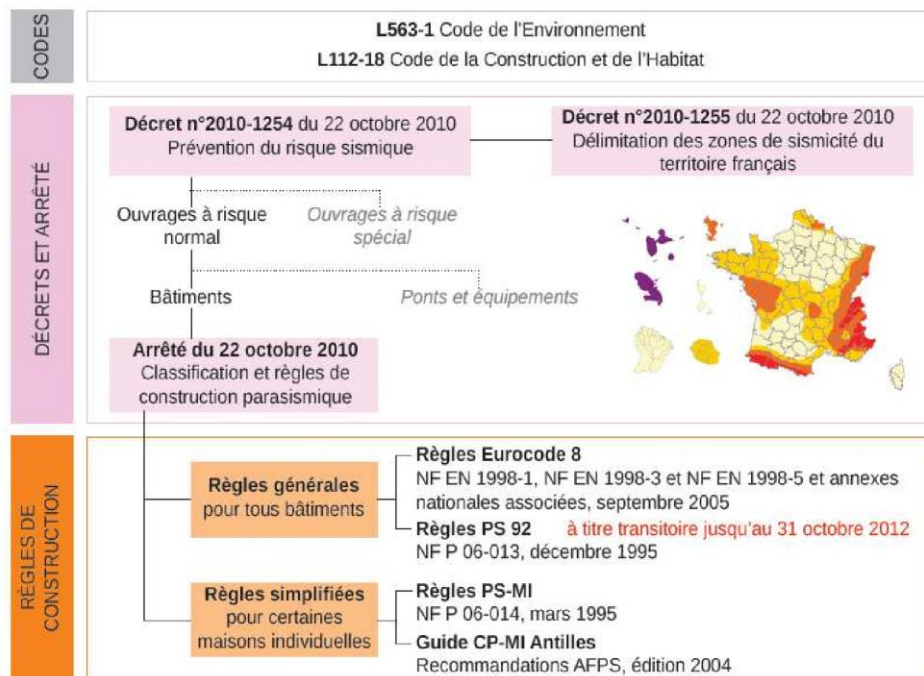 CODES
L563-1 Code de l'Environnement
L112-18 Code de la Construction et de l'Habitat
DÉCRETS ET ARRÊTÉ
Décret n°2010-1254 du 22 octobre 2010
Prévention du risque sismique
Décret n°2010-1255 du 22 octobre 2010
Délimitation des zones de sismicité du
territoire français
Ouvrages à risque
normal
Ouvrages à risque
spécial
Bâtiments
Ponts et équipements
Arrêté du 22 octobre 2010
Classification et règles de
construction parasismique
RÈGLES DE
CONSTRUCTION
Règles générales
pour tous bâtiments
Règles Eurocode 8
NF EN 1998-1, NF EN 1998-3 et NF EN 1998-5 et annexes
nationales associées, septembre 2005
Règles PS 92 à titre transitoire jusqu'au 31 octobre 2012
NF P 06-013, décembre 1995
Règles simplifiées
pour certaines
maisons individuelles
Règles PS-MI
NF P 06-014, mars 1995
Guide CP-MI Antilles
Recommandations AFPS, édition 2004